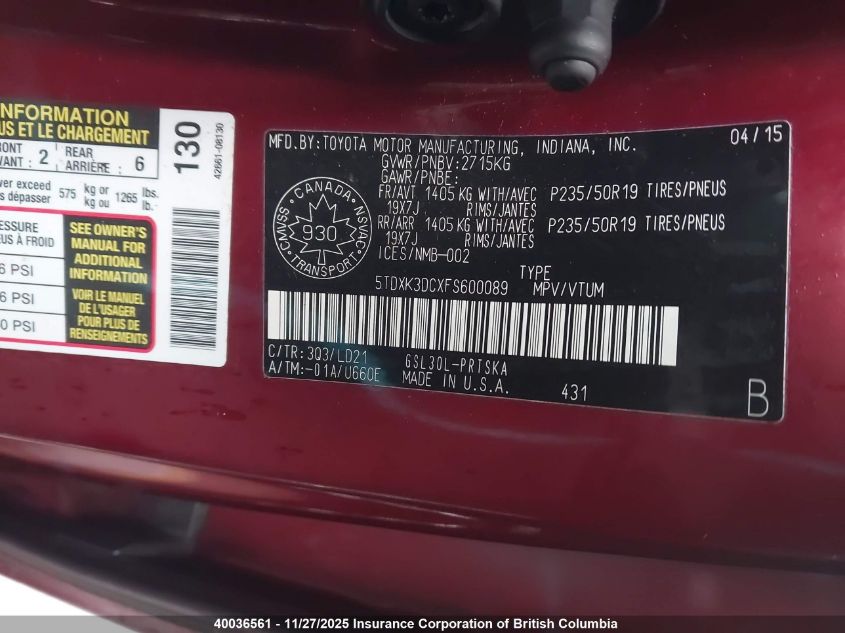 INFORMATION
US ET LE CHARGEMENT
FRONT
AVANT: 2 REAR
ARRIÈRE: 6
130
42661-08130
ver exceed
s dépasser 575 kg or 1265 lbs.
kg ou lb.
RESSURE
US À FROID
6 PSI
6 PSI
0 PSI
SEE OWNER'S
MANUAL FOR
ADDITIONAL
INFORMATION
VOIR LE MANUEL
DE L'USAGER
POUR PLUS DE
RENSEIGNEMENTS
MFD.BY:TOYOTA MOTOR MANUFACTURING, INDIANA, INC. 04/15
GVWR/PNBV:2715KG
GAWR/PNBE:
FR/AVT 1405 KG WITH/AVEC P235/50R19 TIRES/PNEUS
19X7J RIMS/JANTES
RR/ARR 1405 KG WITH/AVEC P235/50R19 TIRES/PNEUS
19X7J RIMS/JANTES
ICES/NMB-002
CANADA
CMVSS 930 NSVAC
TRANSPORT
TYPE
5TDXK3DCXFS600089 MPV/VTUM
C/TR: 3Q3/LD21 GSL30L-PRTSKA
A/TM:-01A/U660E MADE IN U.S.A. 431
B
40036561 - 11/27/2025 Insurance Corporation of British Columbia